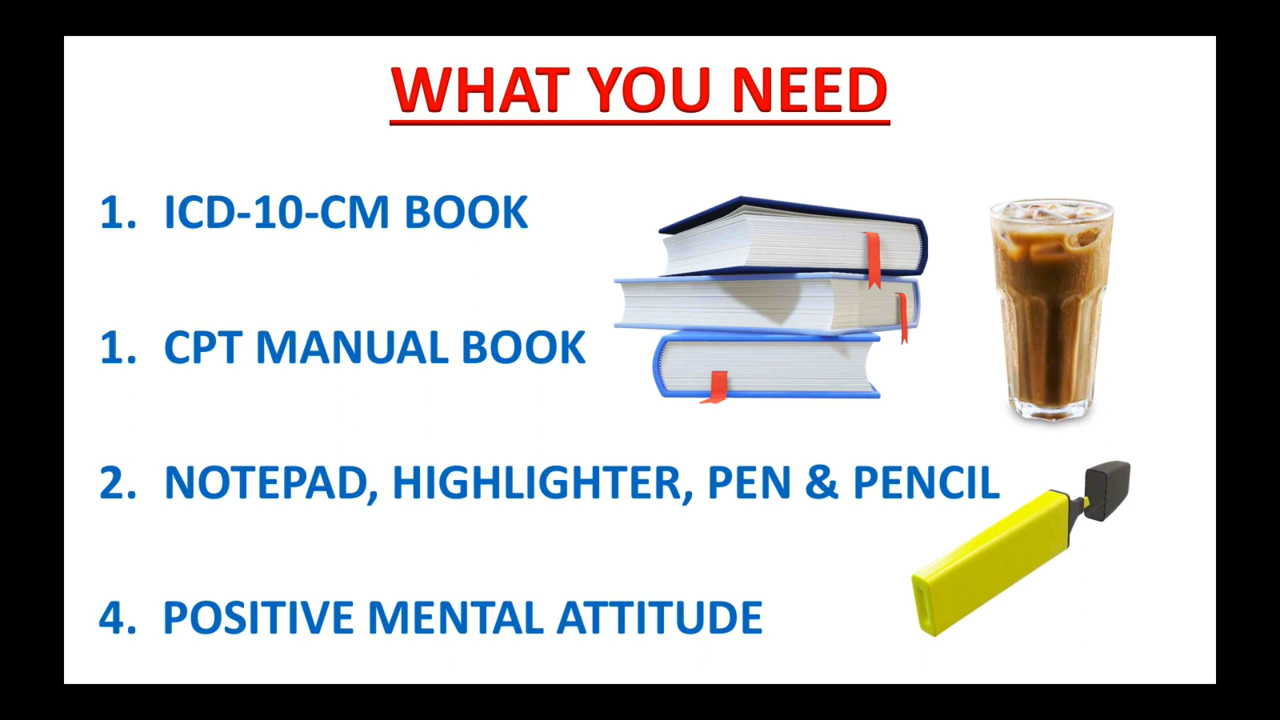 WHAT YOU NEED
1. ICD-10-CM BOOK
1. CPT MANUAL BOOK
2. NOTEPAD, HIGHLIGHTER, PEN & PENCIL
4. POSITIVE MENTAL ATTITUDE